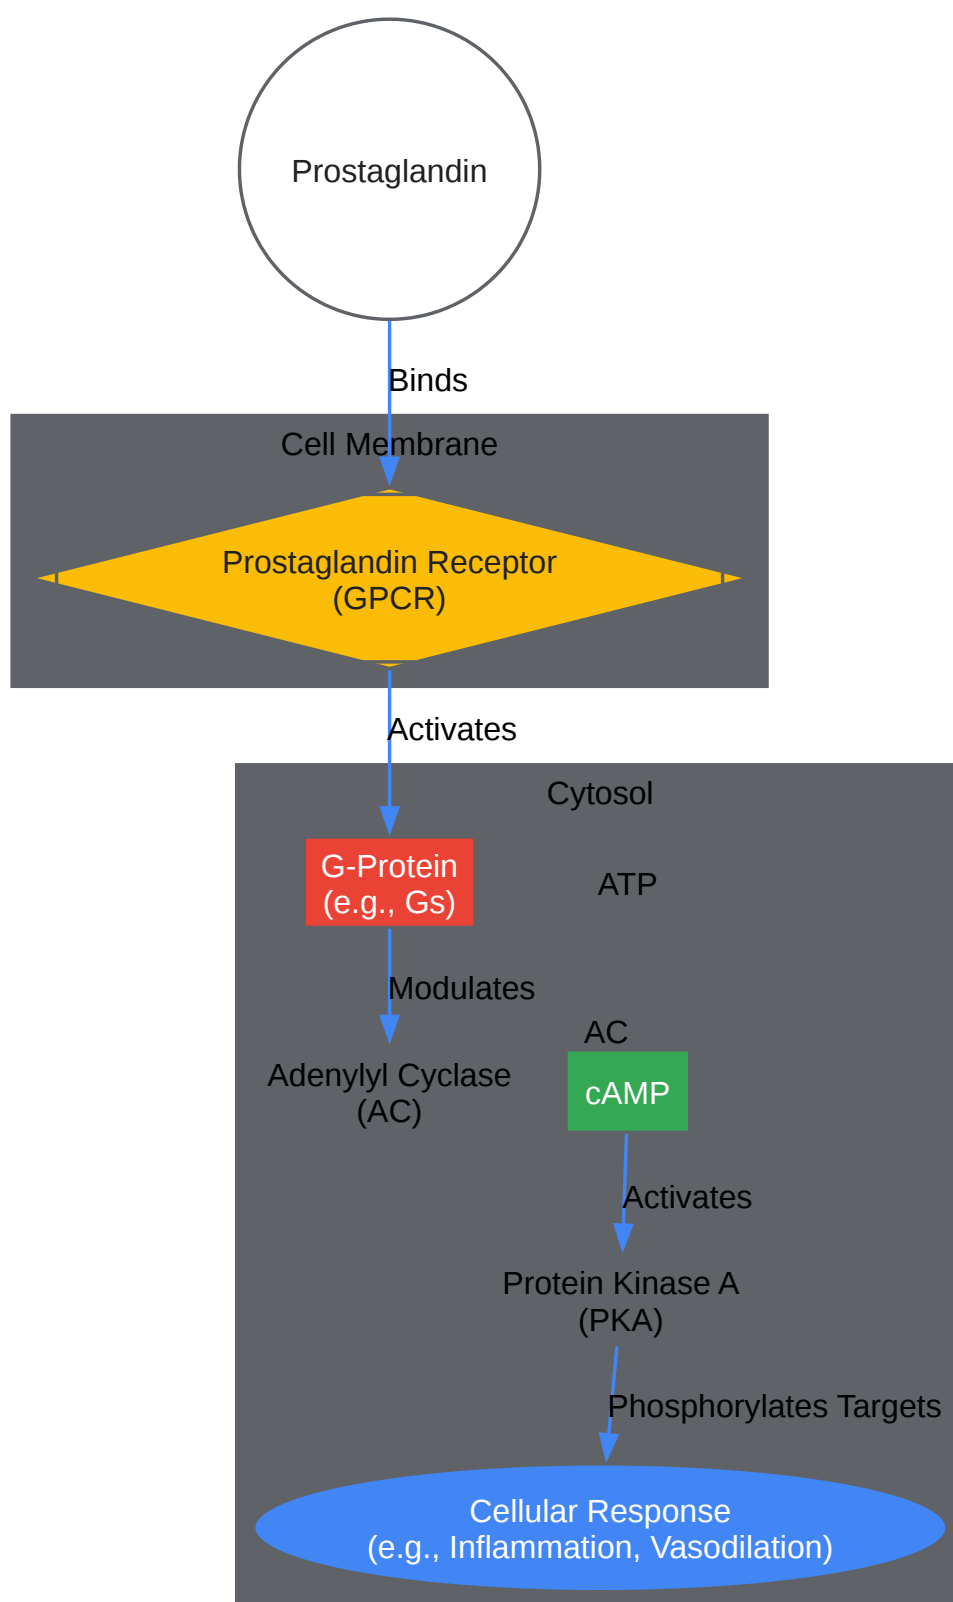 Prostaglandin
Binds
Cell Membrane
Prostaglandin Receptor
(GPCR)
Activates
Cytosol
G-Protein
(e.g., Gs)
ATP
Modulates
AC
Adenylyl Cyclase
(AC)
cAMP
Activates
Protein Kinase A
(PKA)
Phosphorylates Targets
Cellular Response
(e.g., Inflammation, Vasodilation)